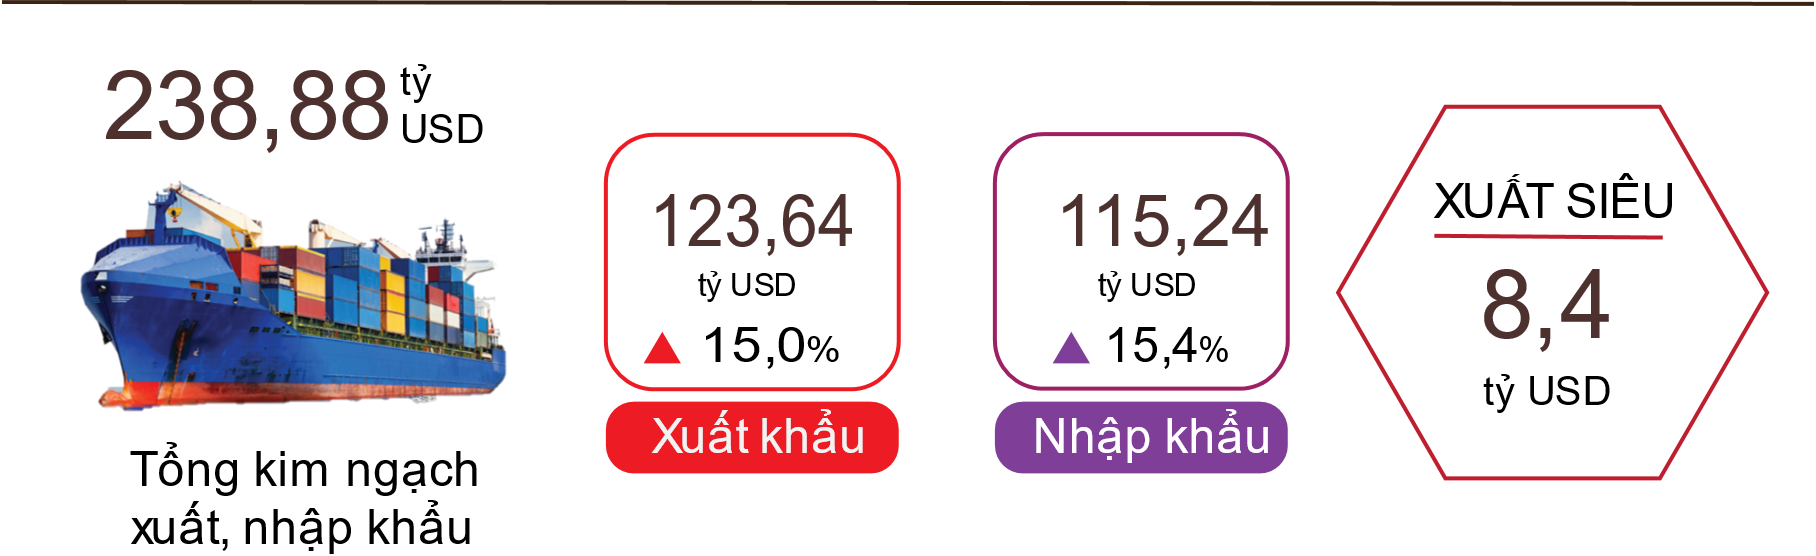 238,88 tỷ
USD
Tổng kim ngạch
xuất, nhập khẩu
123,64
tỷ USD
15,0%
Xuất khẩu
115,24
tỷ USD
15,4%
Nhập khẩu
XUẤT SIÊU
8,4
tỷ USD